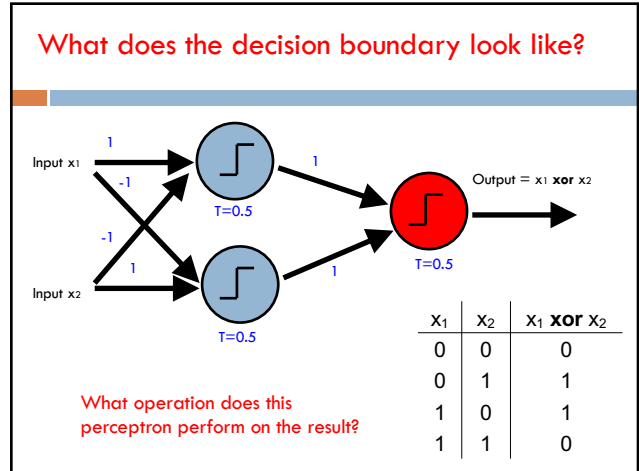 What does the decision boundary look like?
1
Input x1
-1
T=0.5
1
Output = x1 xor x2
-1
1
Input x2
T=0.5
1
T=0.5
x1 x2 x1 xor x2
0 0 0
0 1 1
1 0 1
1 1 0
What operation does this
perceptron perform on the result?